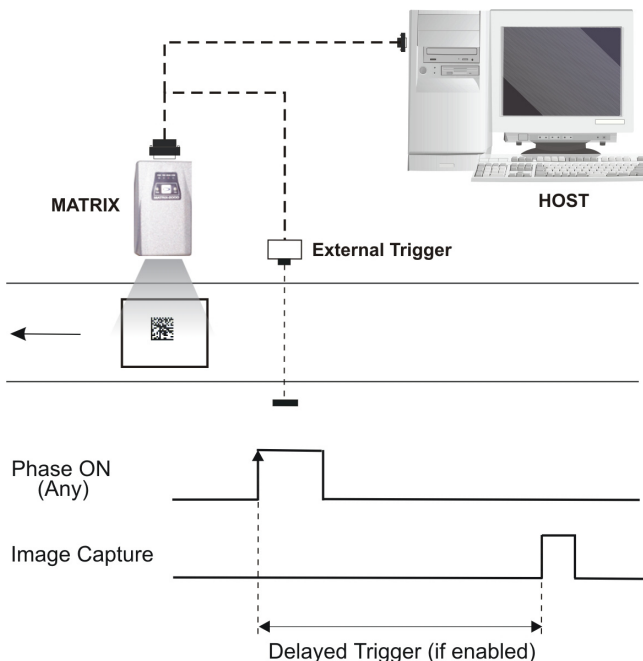 HOST
MATRIX
External Trigger
Phase ON
(Any)
Image Capture
Delayed Trigger (if enabled)